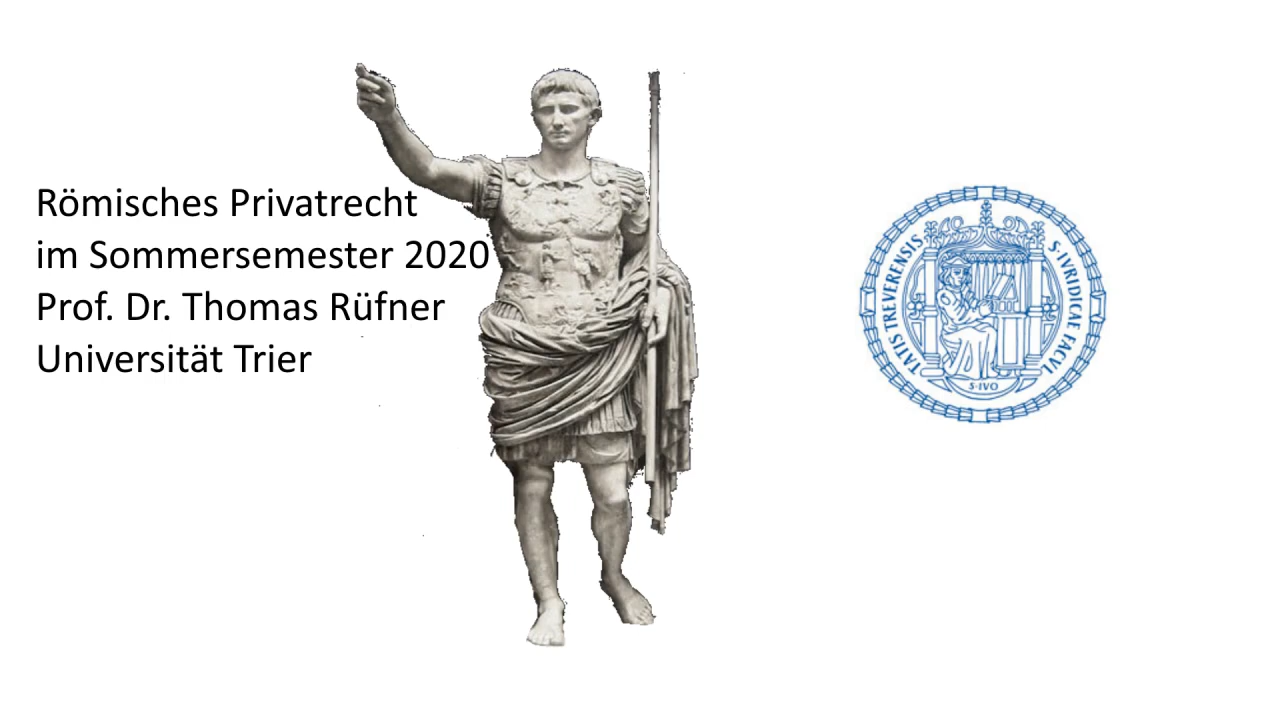 Römisches Privatrecht
im Sommersemester 2020
Prof. Dr. Thomas Rüfner
Universität Trier
S·IVRIDICAE FACVL
TATIS TREVERENSIS
S·IVO